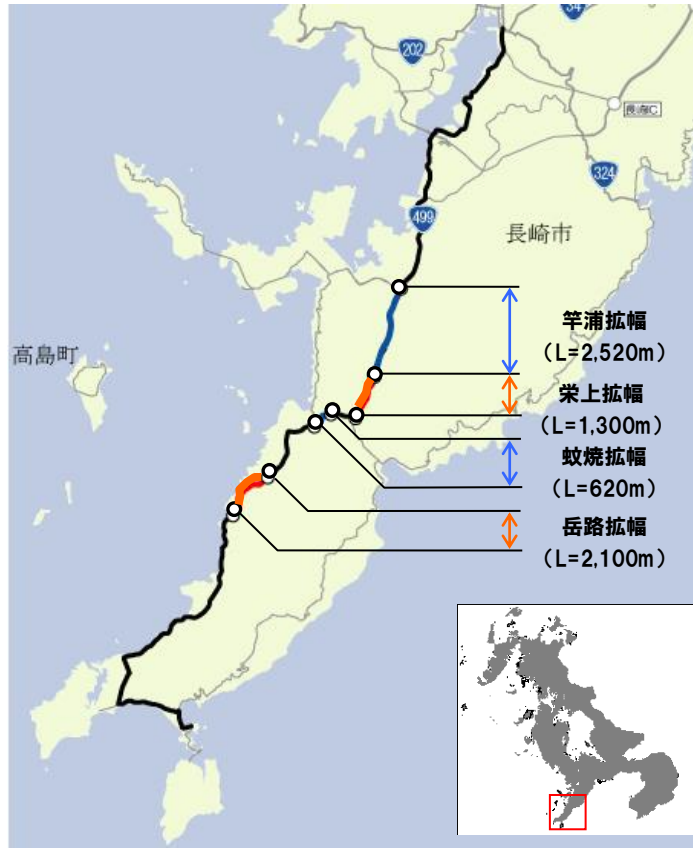 34
202
長崎IC
324
499
長崎市
高島町
竿浦拡幅
（L=2,520m）
栄上拡幅
（L=1,300m）
蚊焼拡幅
（L=620m）
岳路拡幅
（L=2,100m）